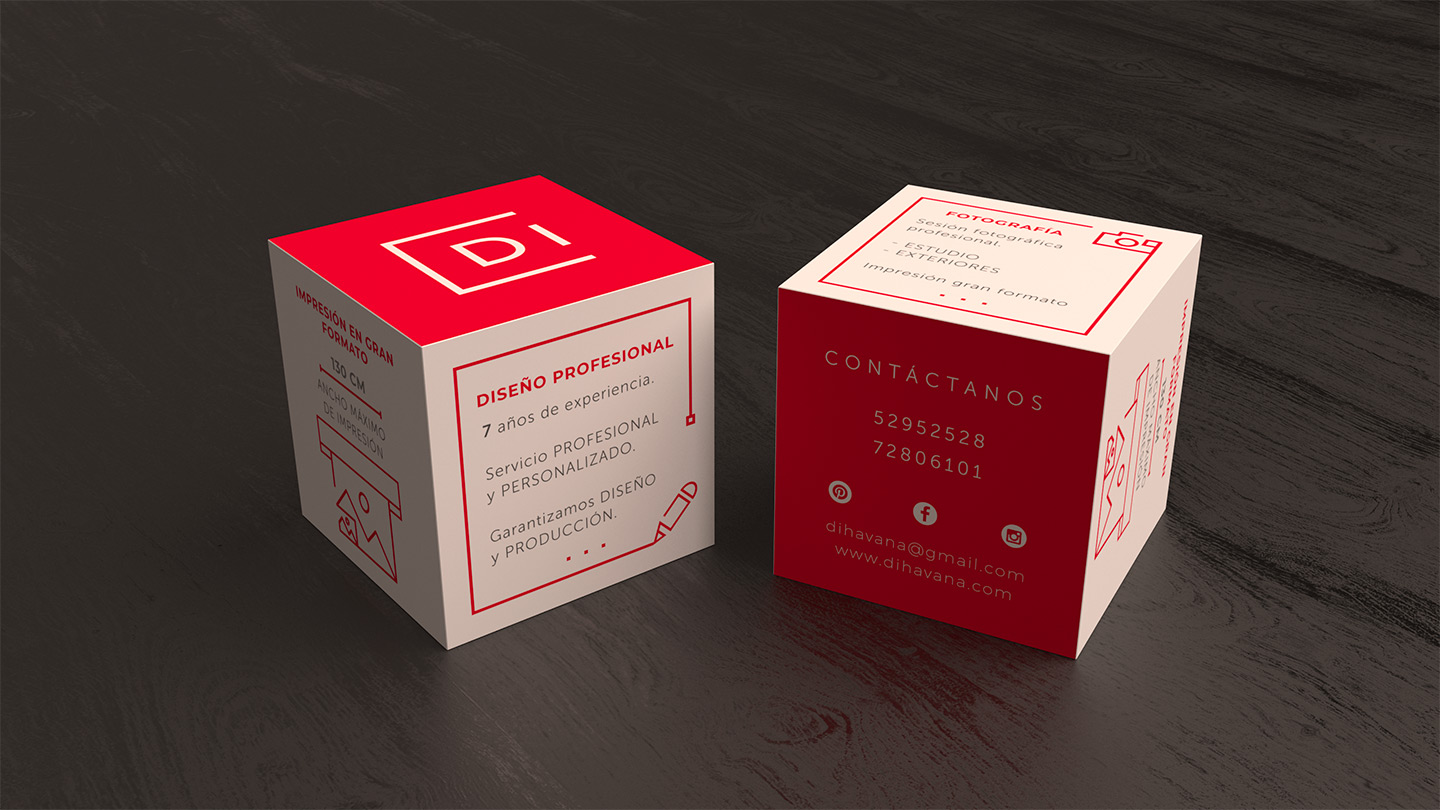 DI
IMPRESIÓN EN GRAN
FORMATO
130 CM
ANCHO MÁXIMO
DE IMPRESIÓN
DISEÑO PROFESIONAL
7 años de experiencia.
Servicio PROFESIONAL
y PERSONALIZADO.
Garantizamos DISEÑO
y PRODUCCIÓN.
FOTOGRAFÍA
Sesión fotográfica
profesional.
- ESTUDIO
- EXTERIORES
Impresión gran formato
CONTÁCTANOS
52952528
72806101
dihavana@gmail.com
www.dihavana.com